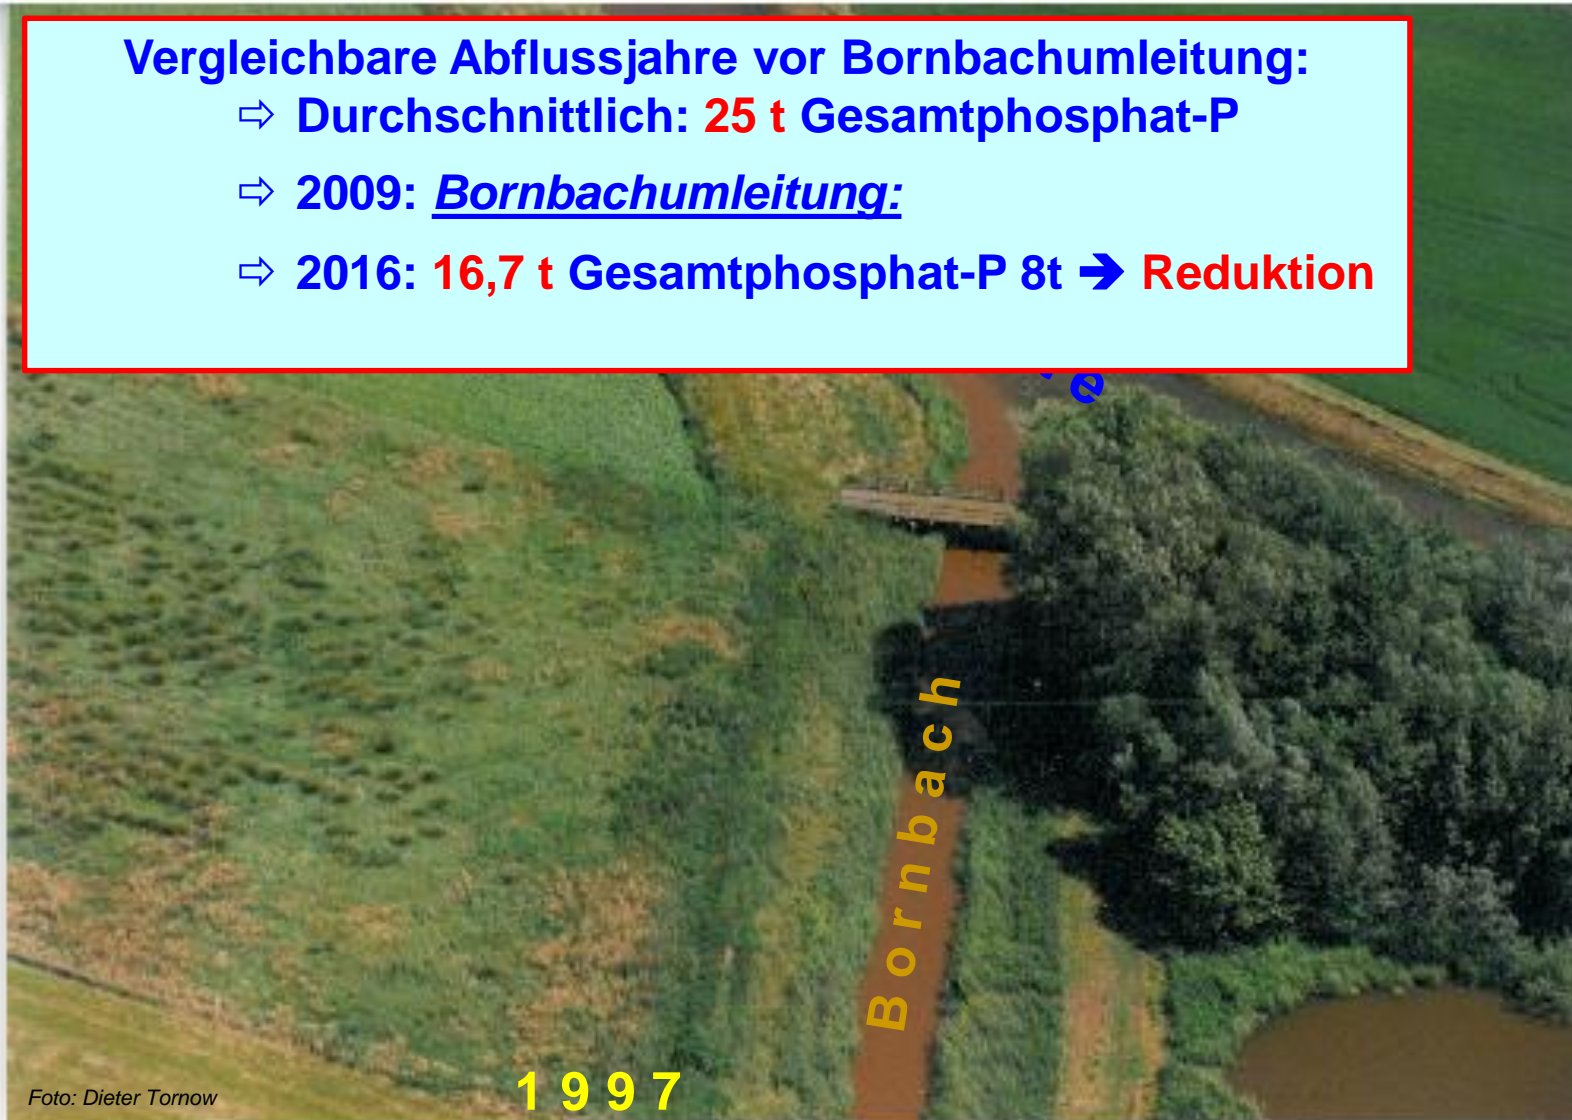 Vergleichbare Abflussjahre vor Bornbachumleitung:
⇨ Durchschnittlich: 25 t Gesamtphosphat-P
⇨ 2009: Bornbachumleitung:
⇨ 2016: 16,7 t Gesamtphosphat-P 8t ➔ Reduktion
Bornbach
1997
Foto: Dieter Tornow